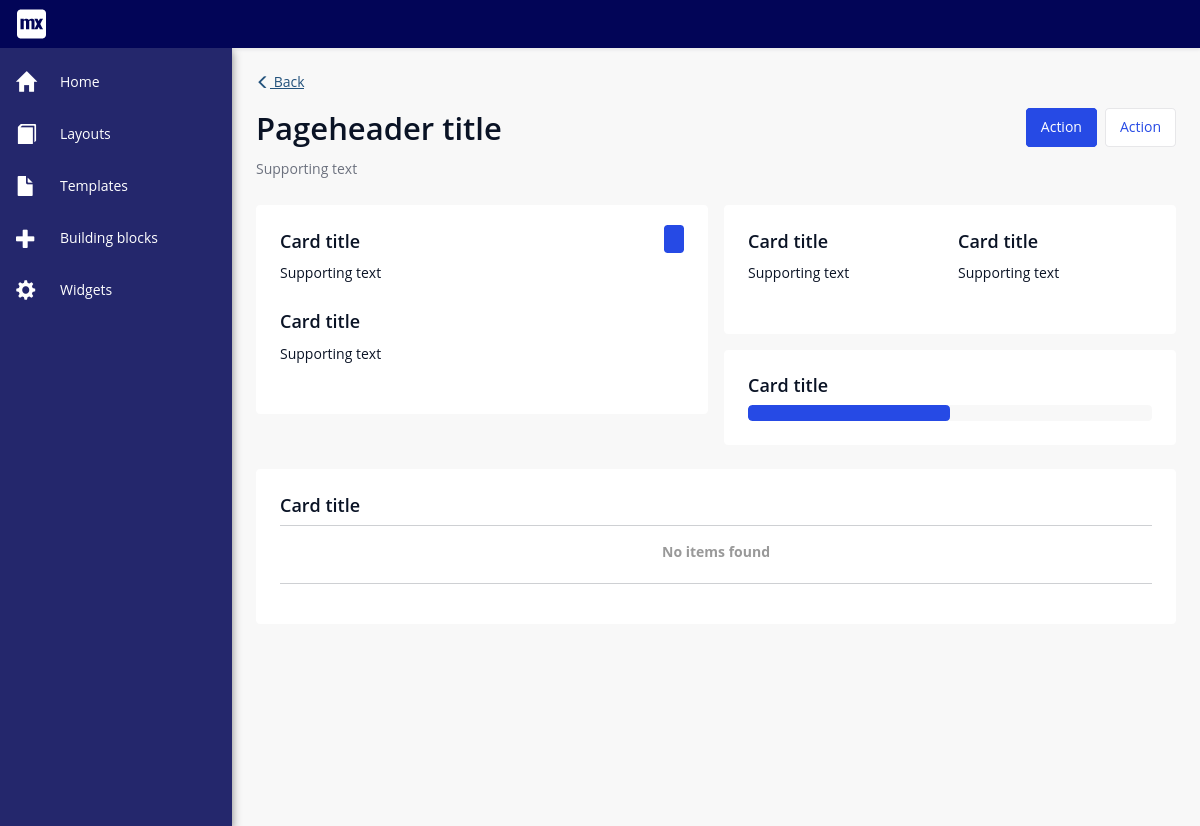 mx
Home
Layouts
Templates
Building blocks
Widgets
Back
Pageheader title
Supporting text
Action
Action
Card title
Supporting text
Card title
Supporting text
Card title
Supporting text
Card title
Supporting text
Card title
Card title
No items found